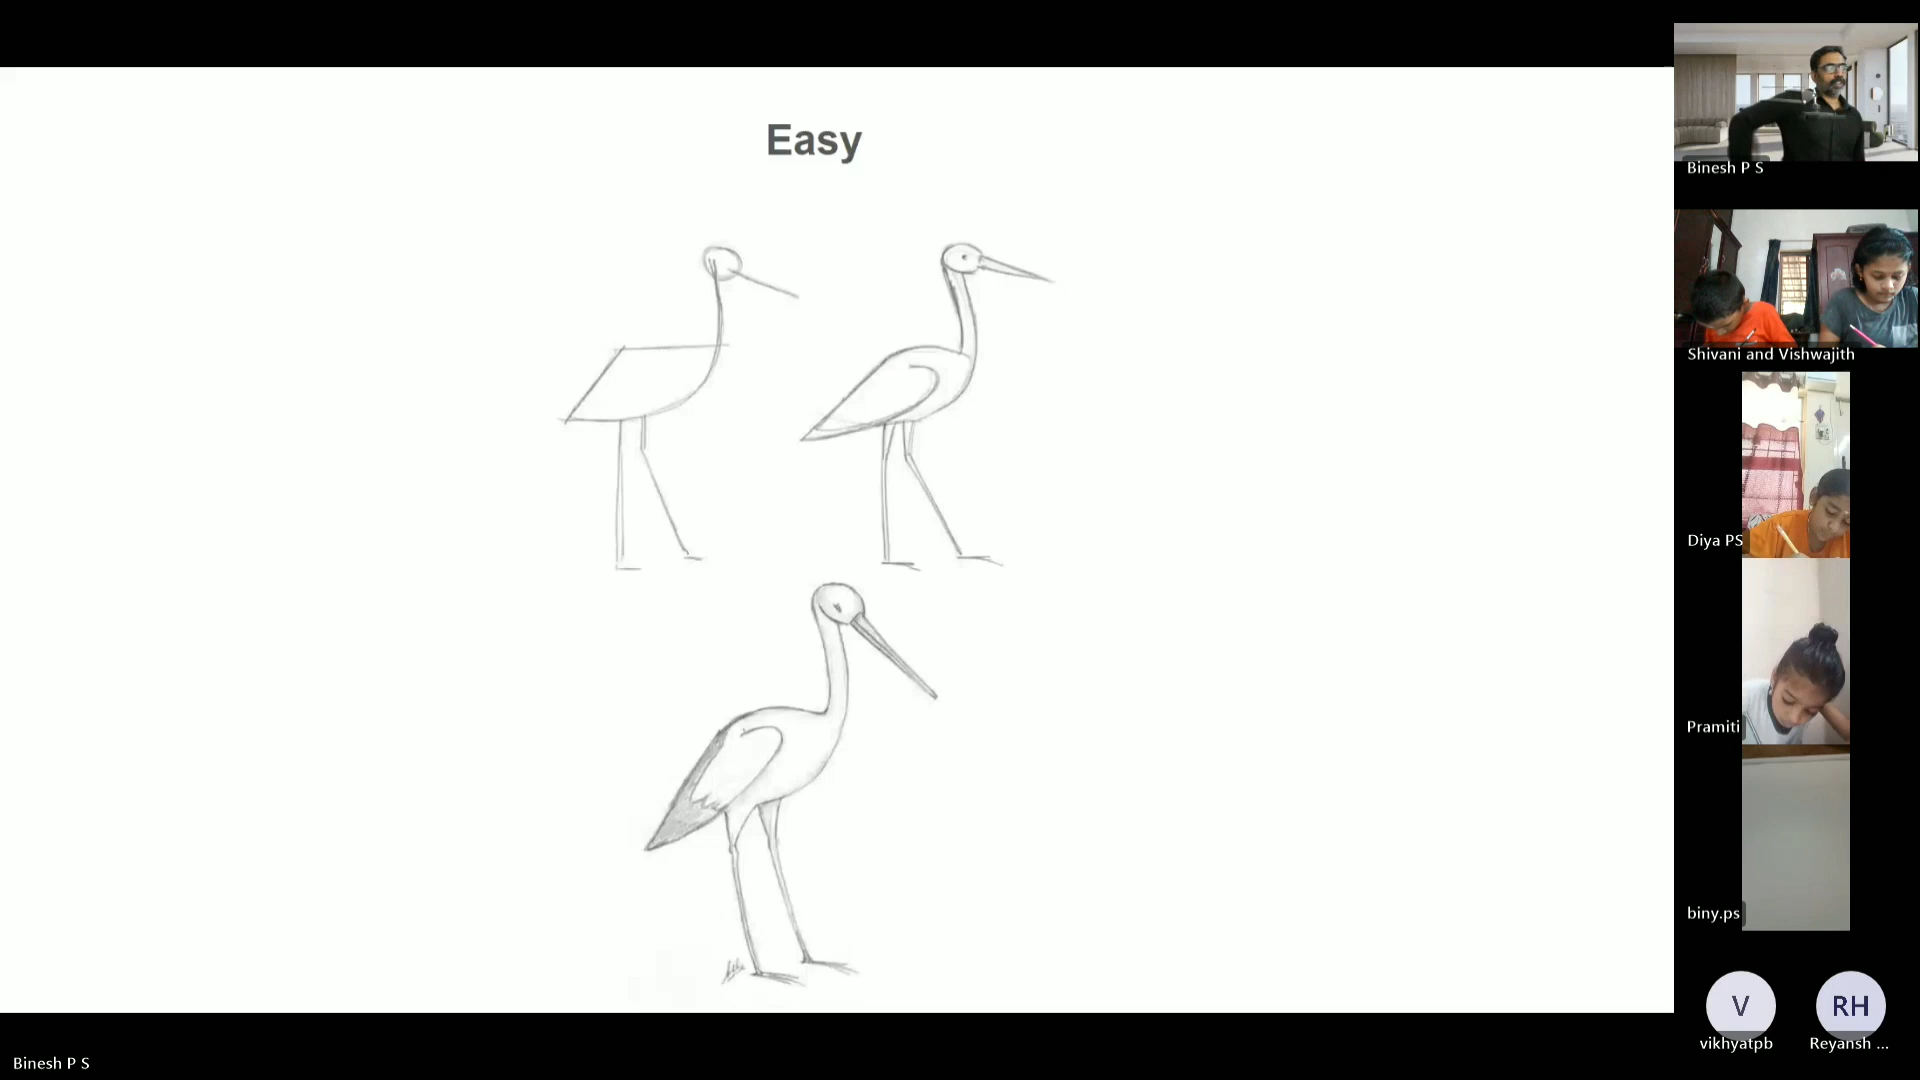 Easy
Binesh P S
Shivani and Vishwajith
Diya PS
Pramiti
biny.ps
V
RH
vikhyatpb
Reyansh ...
Binesh P S